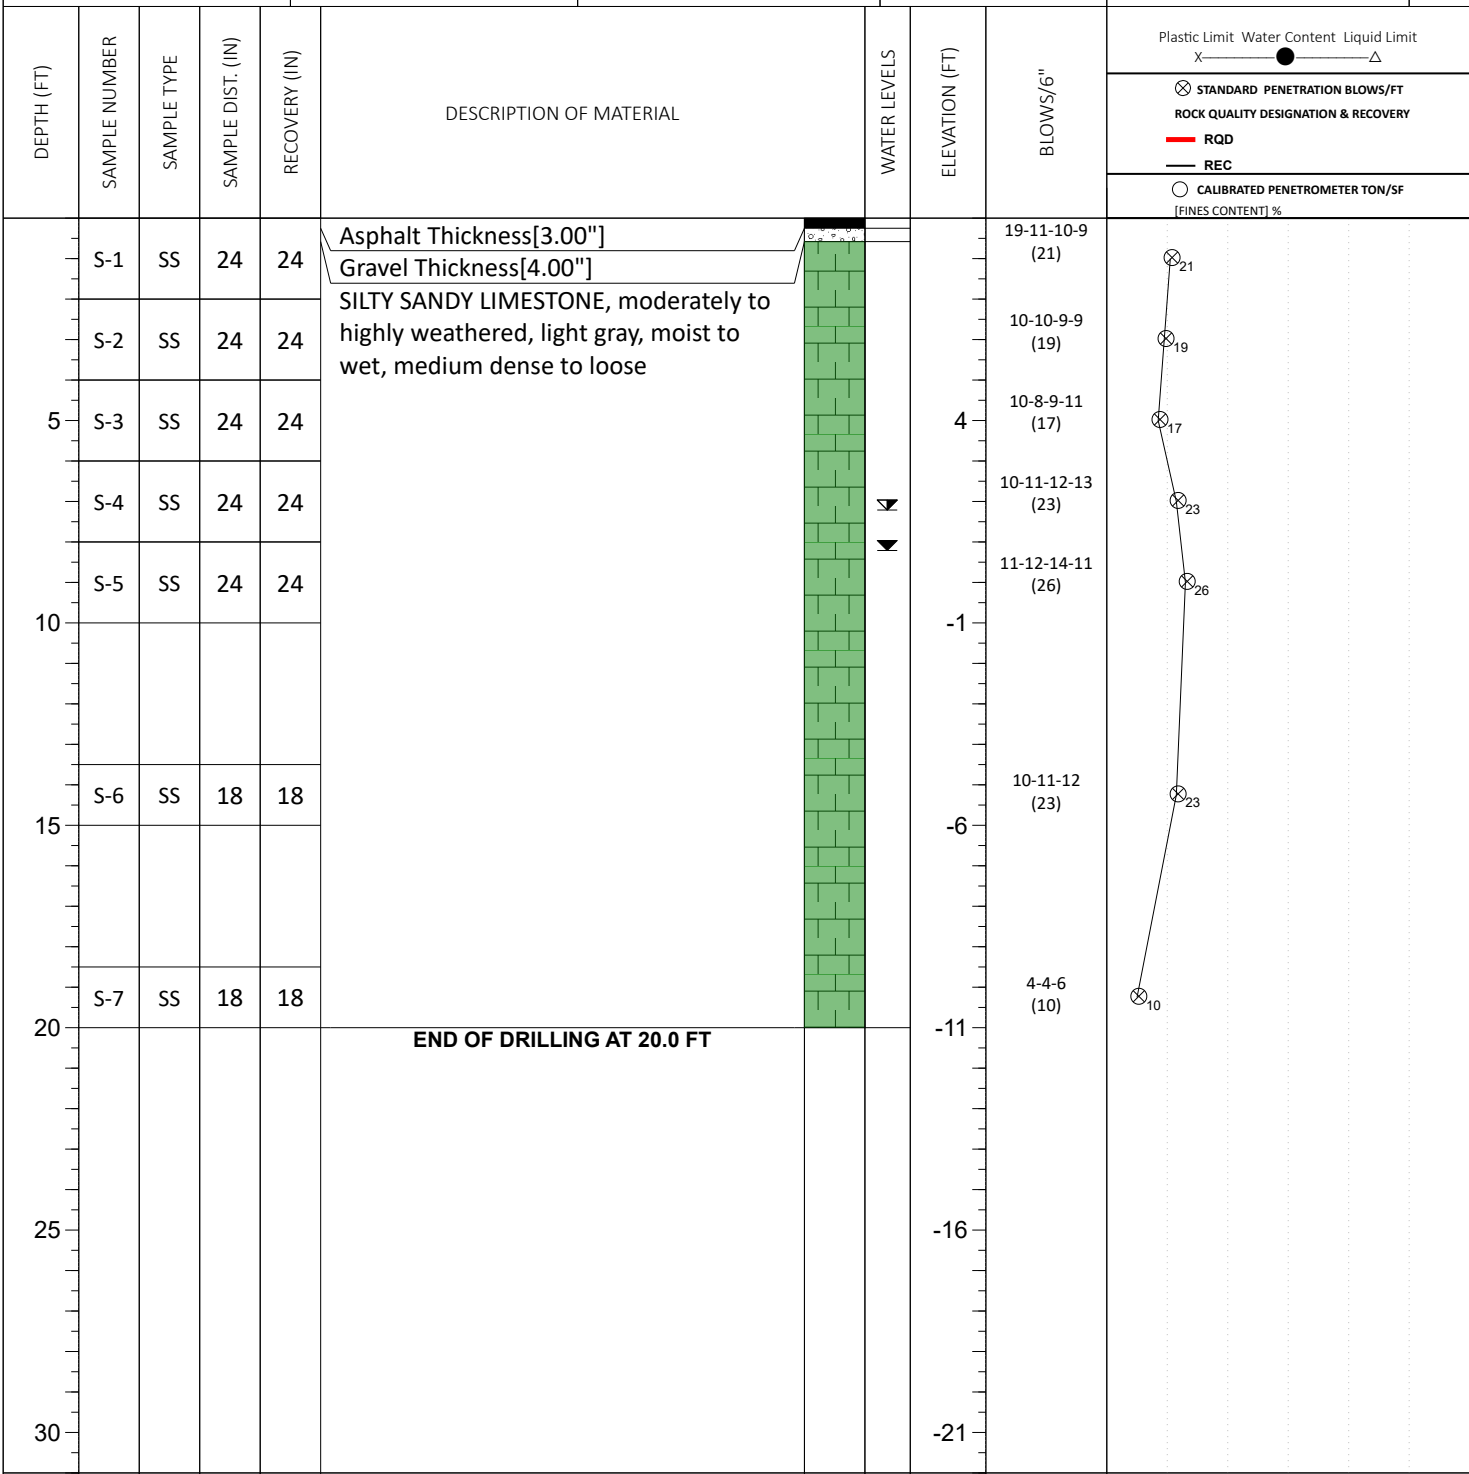 DEPTH (FT)
SAMPLE NUMBER
SAMPLE TYPE
SAMPLE DIST. (IN)
RECOVERY (IN)
DESCRIPTION OF MATERIAL
WATER LEVELS
ELEVATION (FT)
BLOWS/6"
Plastic Limit Water Content Liquid Limit
X
STANDARD PENETRATION BLOWS/FT
ROCK QUALITY DESIGNATION & RECOVERY
RQD
REC
CALIBRATED PENETROMETER TON/SF
[FINES CONTENT] %
Asphalt Thickness[3.00"]
Gravel Thickness[4.00"]
SILTY SANDY LIMESTONE, moderately to
highly weathered, light gray, moist to
wet, medium dense to loose
S-1 SS 24 24
19-11-10-9
(21)
21
S-2 SS 24 24
10-10-9-9
(19)
19
5 S-3 SS 24 24 4
10-8-9-11
(17)
17
S-4 SS 24 24
10-11-12-13
(23)
23
S-5 SS 24 24
11-12-14-11
(26)
26
10 -1
S-6 SS 18 18
10-11-12
(23)
23
15 -6
S-7 SS 18 18
4-4-6
(10)
10
20 -11
END OF DRILLING AT 20.0 FT
25 -16
30 -21